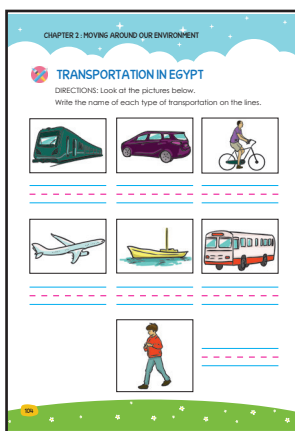 CHAPTER 2 : MOVING AROUND OUR ENVIRONMENT
TRANSPORTATION IN EGYPT
DIRECTIONS: Look at the pictures below.
Write the name of each type of transportation on the lines.
104